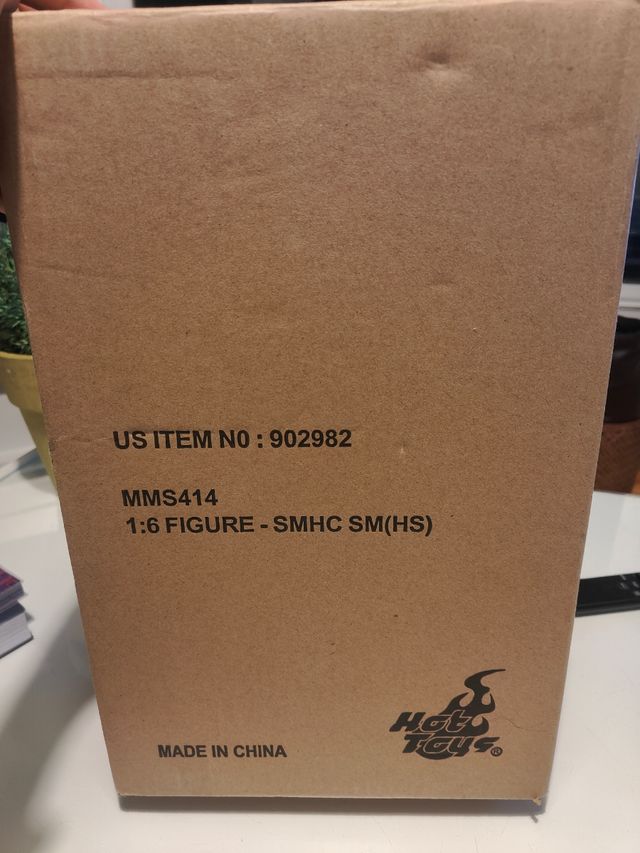 US ITEM N0 : 902982
MMS414
1:6 FIGURE - SMHC SM(HS)
MADE IN CHINA
Hot
Toys®